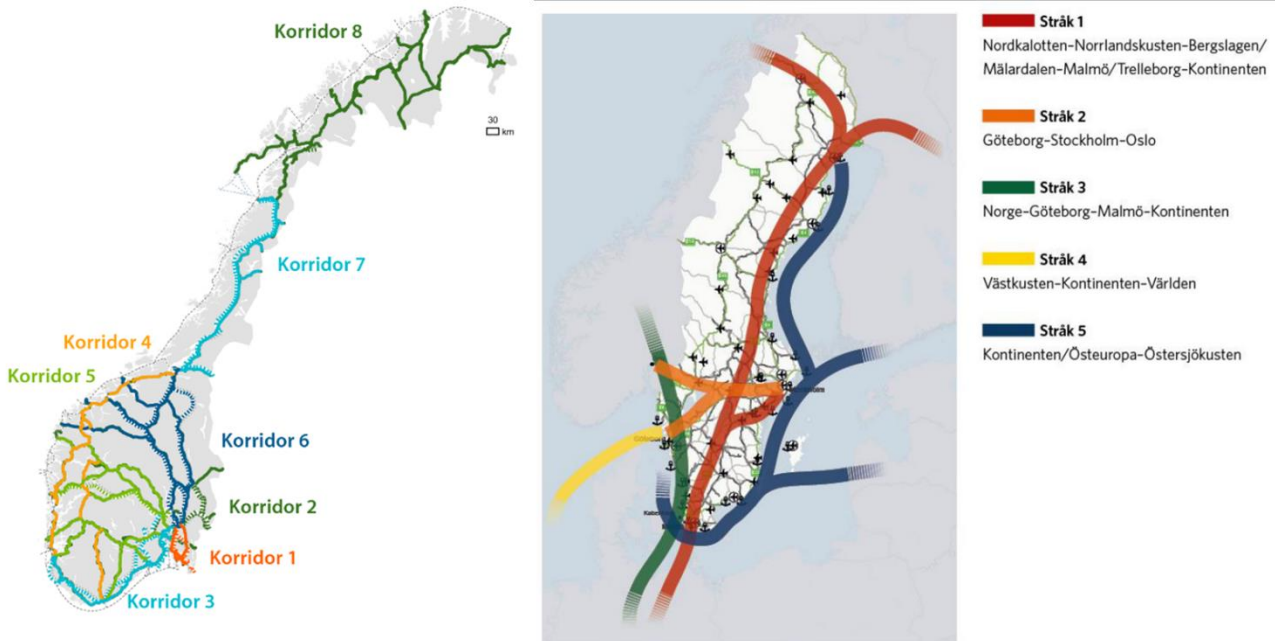 Korridor 8
30
km
Korridor 7
Korridor 4
Korridor 5
Korridor 6
Korridor 2
Korridor 1
Korridor 3
Stråk 1
Nordkalotten–Norrlandskusten–Bergslagen/
Mälardalen–Malmö/Trelleborg–Kontinenten
Stråk 2
Göteborg–Stockholm–Oslo
Stråk 3
Norge–Göteborg–Malmö–Kontinenten
Stråk 4
Västkusten–Kontinenten–Världen
Stråk 5
Kontinenten/Östeuropa–Östersjökusten